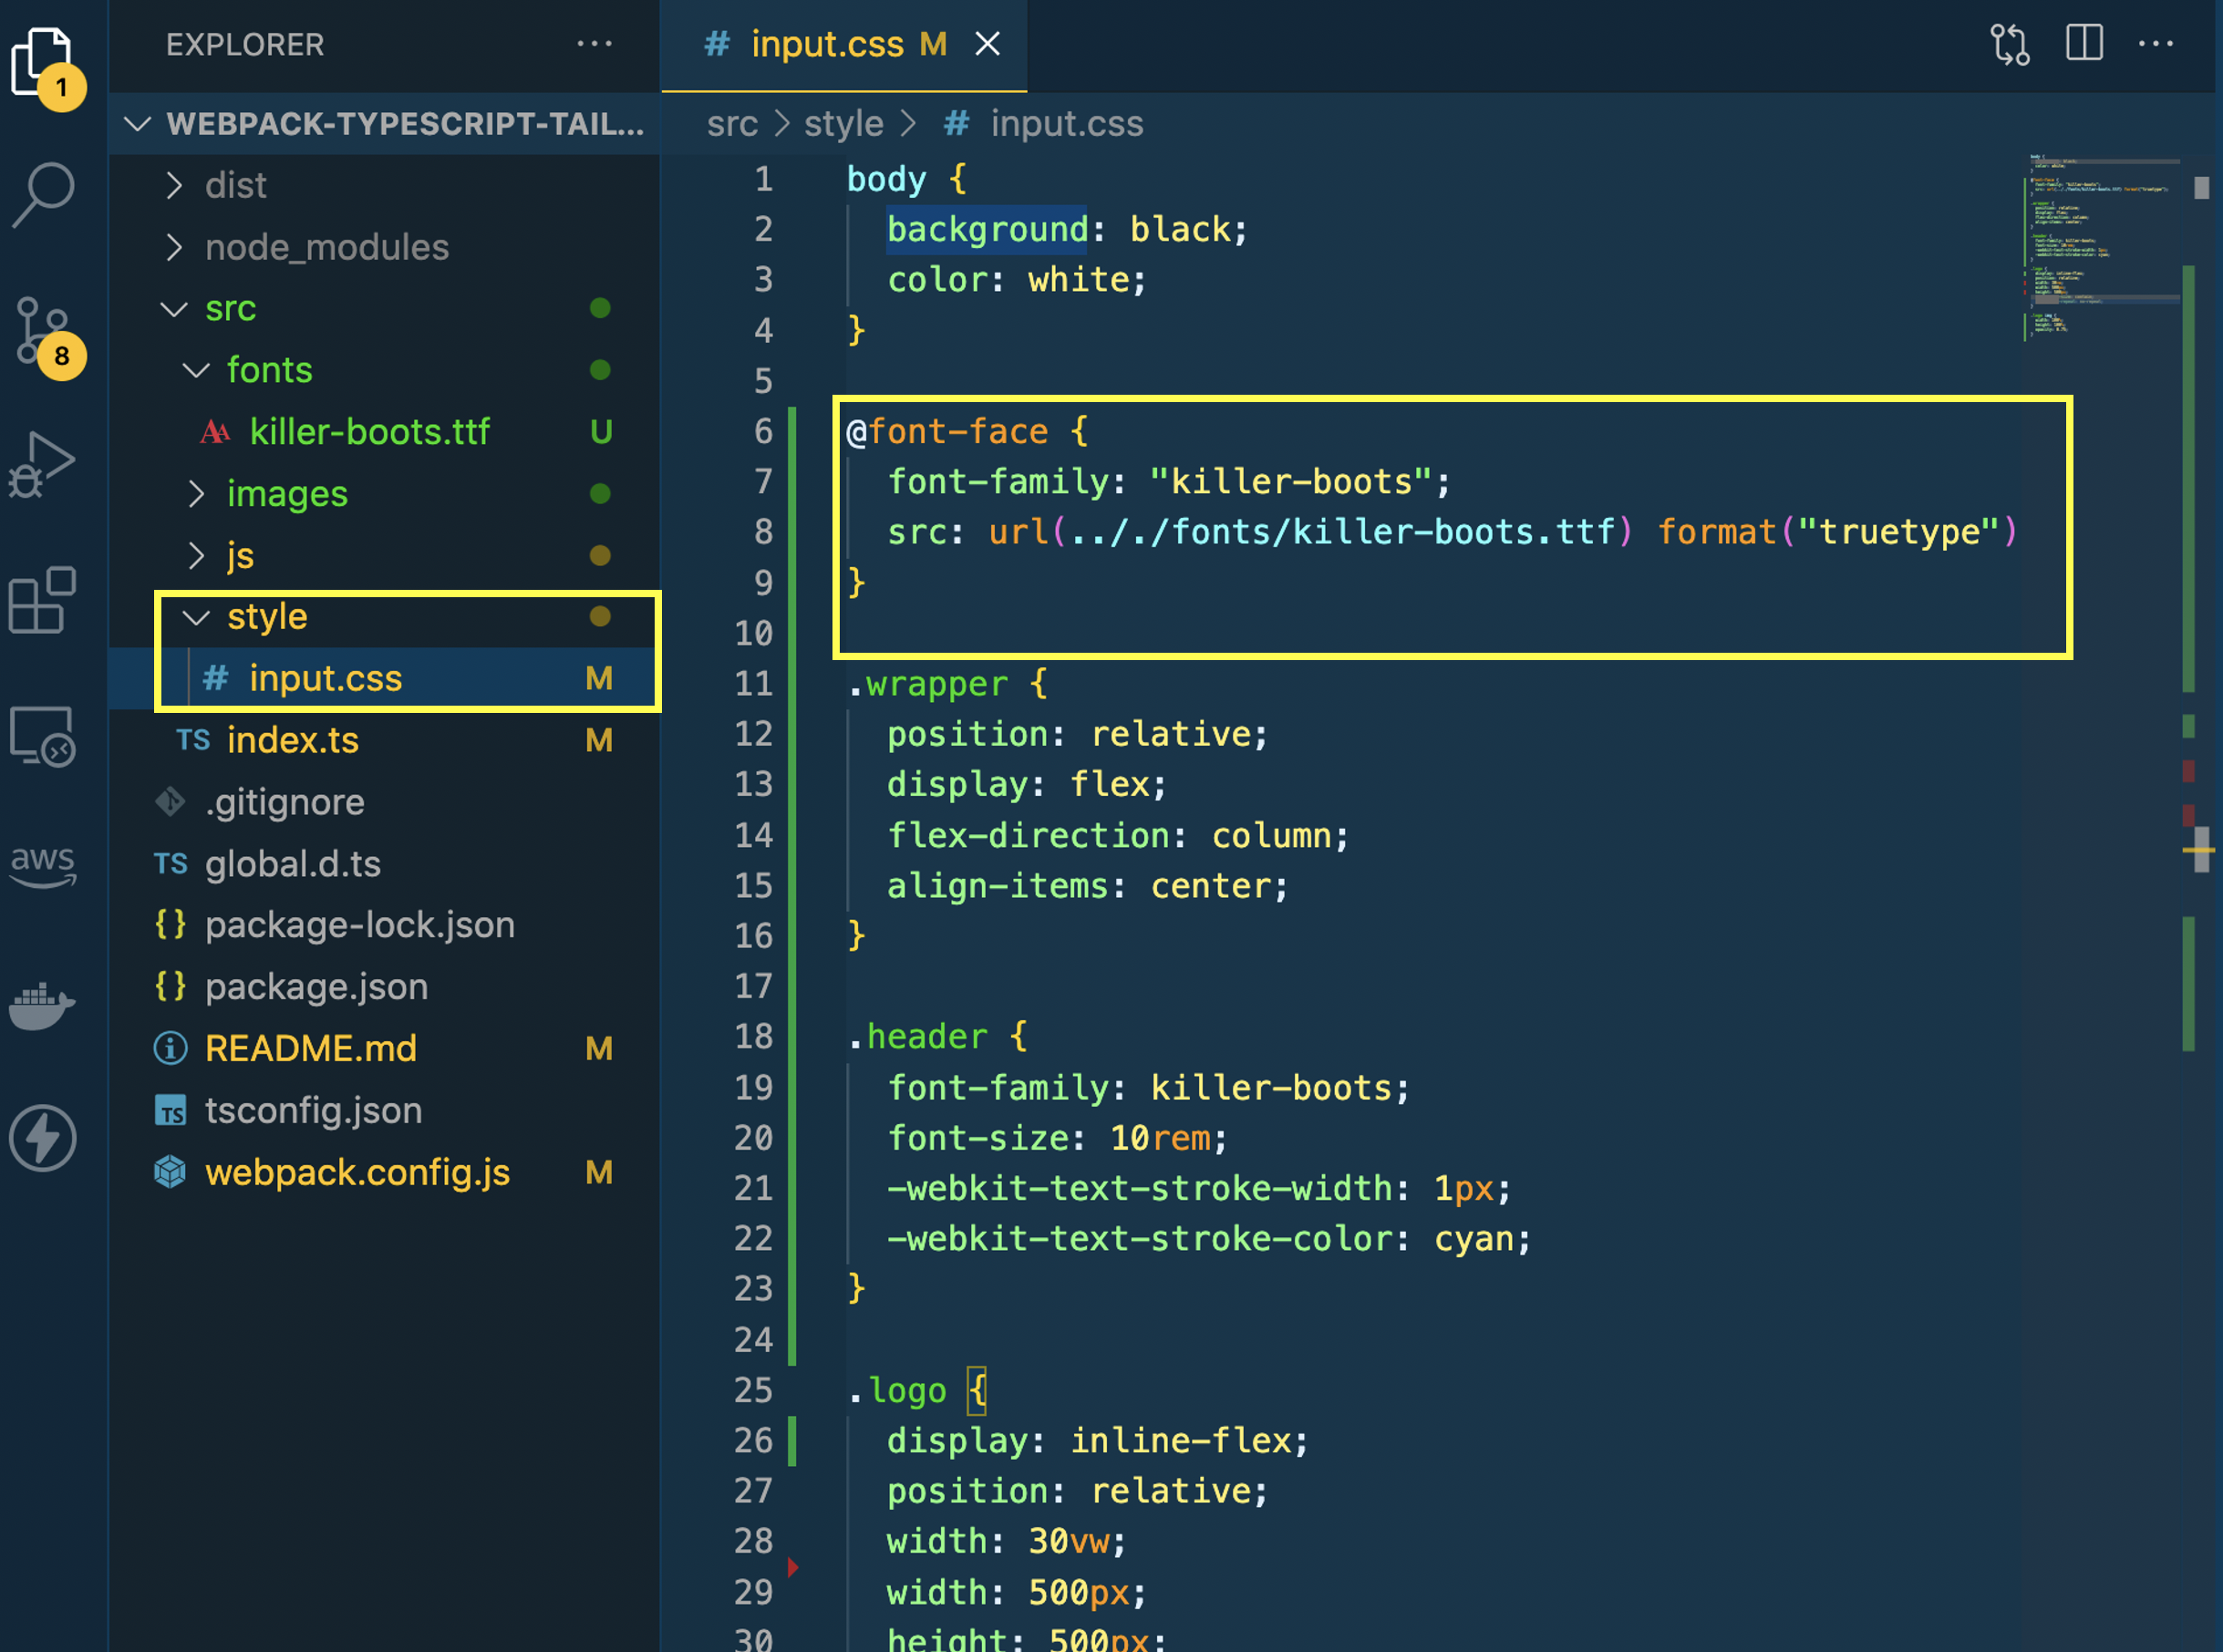 1
8
aws
EXPLORER ...
WEBPACK-TYPESCRIPT-TAIL...
dist
node_modules
src
fonts
killer-boots.ttf U
images
js
style
# input.css M
TS index.ts M
.gitignore
TS global.d.ts
{} package-lock.json
{} package.json
README.md M
TS tsconfig.json
webpack.config.js M
# input.css M ×
src > style > # input.css
1 body {
2 background: black;
3 color: white;
4 }
5
6 @font-face {
7 font-family: "killer-boots";
8 src: url(.././fonts/killer-boots.ttf) format("truetype")
9 }
10
11 .wrapper {
12 position: relative;
13 display: flex;
14 flex-direction: column;
15 align-items: center;
16 }
17
18 .header {
19 font-family: killer-boots;
20 font-size: 10rem;
21 -webkit-text-stroke-width: 1px;
22 -webkit-text-stroke-color: cyan;
23 }
24
25 .logo {
26 display: inline-flex;
27 position: relative;
28 width: 30vw;
29 width: 500px;
30 height: 500px;